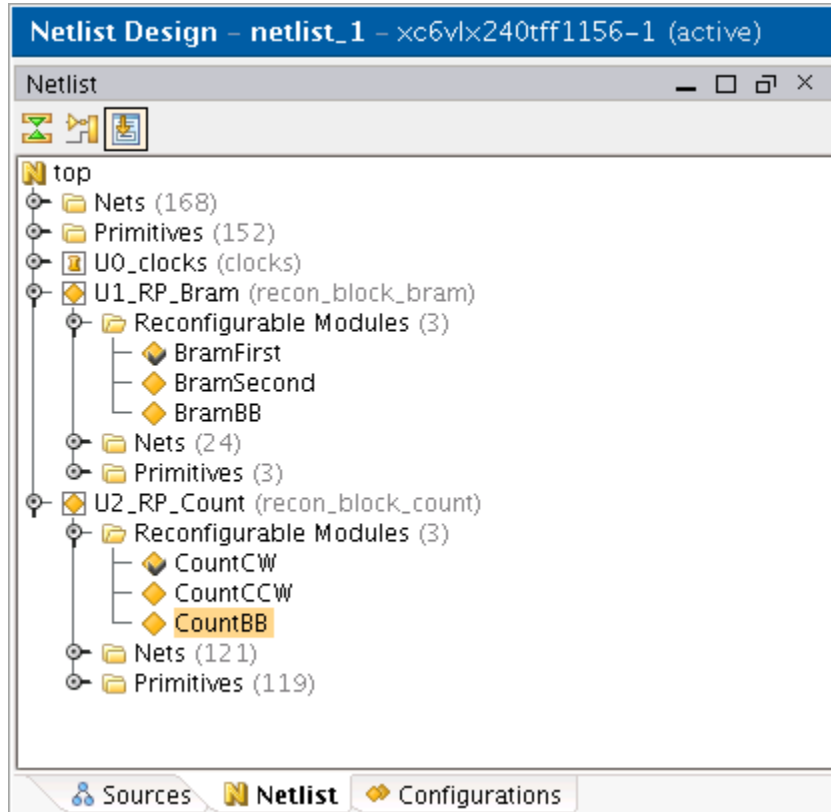 Netlist Design – netlist_1 – xc6vlx240tff1156-1 (active)
Netlist
top
Nets (168)
Primitives (152)
U0_clocks (clocks)
U1_RP_Bram (recon_block_bram)
Reconfigurable Modules (3)
BramFirst
BramSecond
BramBB
Nets (24)
Primitives (3)
U2_RP_Count (recon_block_count)
Reconfigurable Modules (3)
CountCW
CountCCW
CountBB
Nets (121)
Primitives (119)
Sources Netlist Configurations